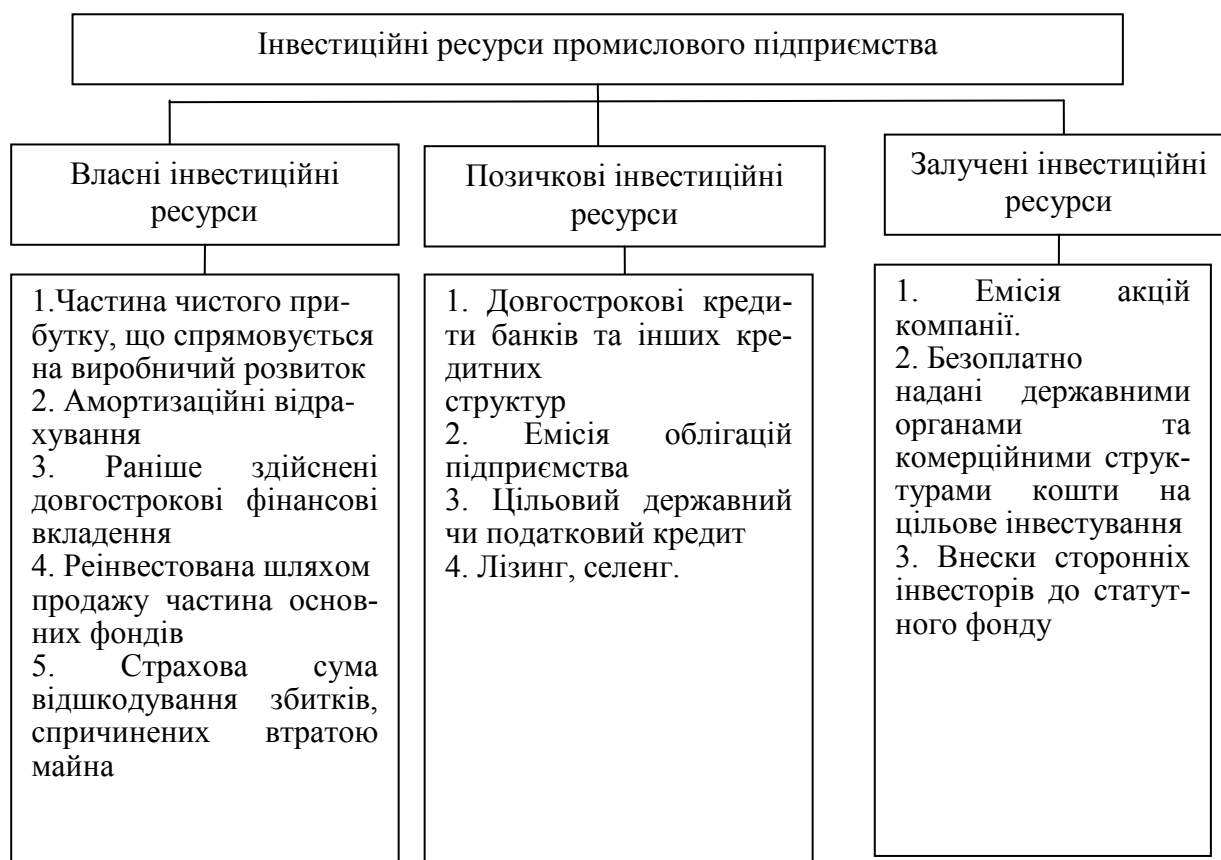 Інвестиційні ресурси промислового підприємства
Власні інвестиційні
ресурси
Позичкові інвестиційні
ресурси
Залучені інвестиційні
ресурси
1.Частина чистого при-
бутку, що спрямовується
на виробничий розвиток
2. Амортизаційні відра-
хування
3. Раніше здійснені
довгострокові фінансові
вкладення
4. Реінвестована шляхом
продажу частина основ-
них фондів
5. Страхова сума
відшкодування збитків,
спричинених втратою
майна
1. Довгострокові креди-
ти банків та інших кре-
дитних
структур
2. Емісія облігацій
підприємства
3. Цільовий державний
чи податковий кредит
4. Лізинг, селенг.
1. Емісія акцій
компанії.
2. Безоплатно
надані державними
органами та
комерційними струк-
турами кошти на
цільове інвестування
3. Внески сторонніх
інвесторів до статут-
ного фонду